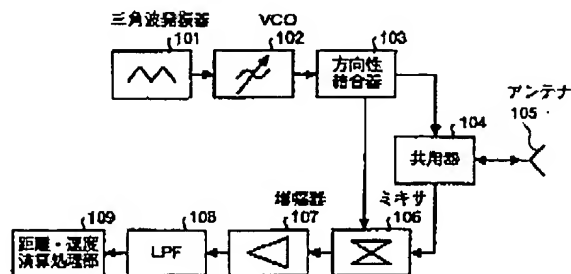 三角波発振器
VCO
101
102
103
方向性
結合器
アンテナ
105
104
共用器
増幅器
ミキサ
109
108
107
106
距離・速度
演算処理部
LPF